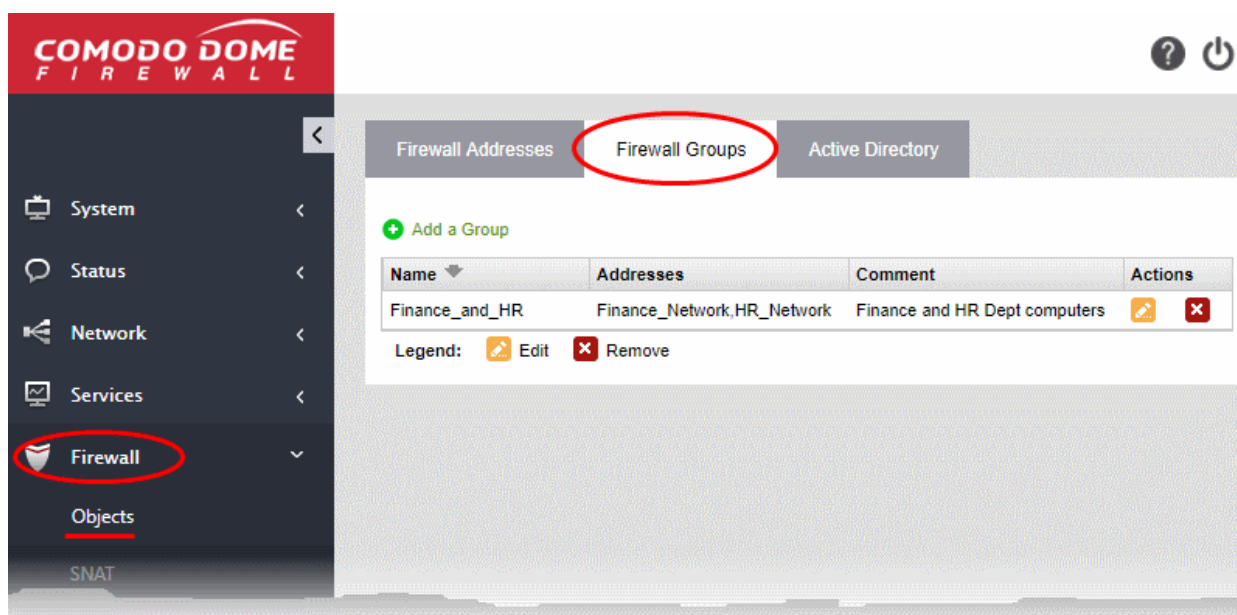 COMODO DOME
FIREWALL
?
Firewall Addresses
Firewall Groups
Active Directory
System
Status
Network
Services
Firewall
Objects
SNAT
Add a Group
Name Addresses Comment Actions
Finance_and_HR Finance_Network,HR_Network Finance and HR Dept computers
Legend: Edit Remove